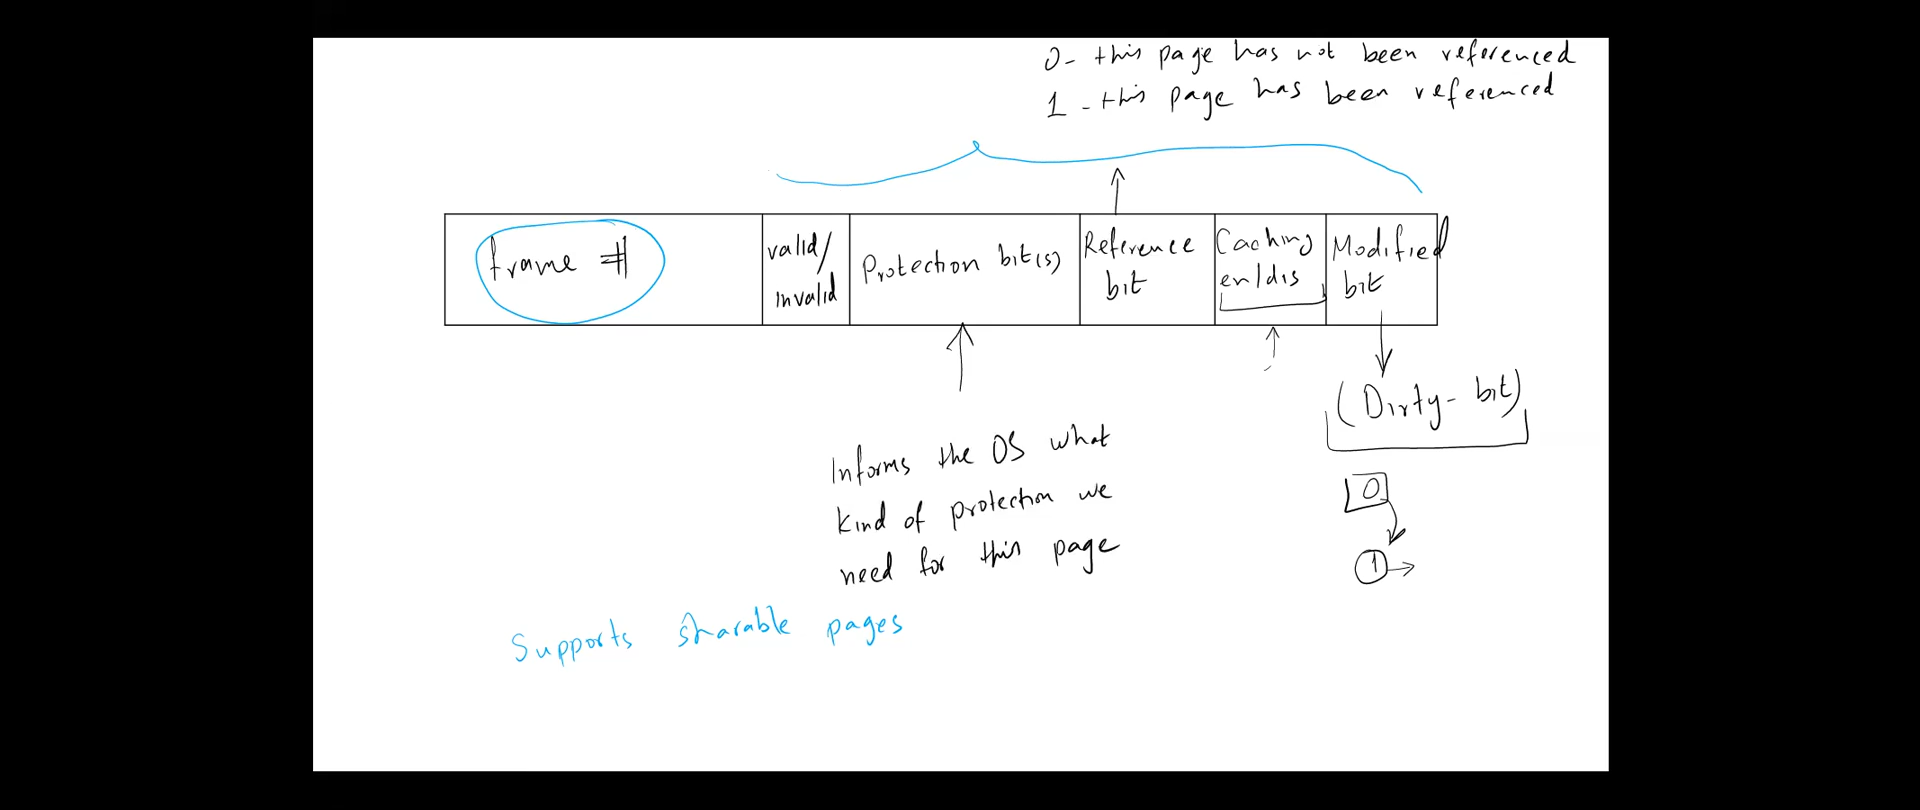 0- this page has not been referenced
1 - this page has been referenced
frame #
valid/
invalid
Protection bit(s)
Reference
bit
Caching
en/dis
Modified
bit
(Dirty- bit)
0
1
Informs the OS what
kind of protection we
need for this page
Supports sharable pages